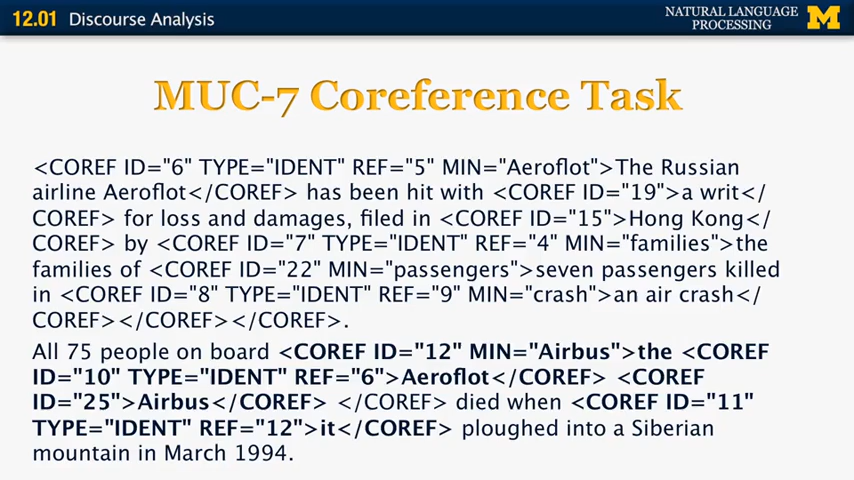 12.01 Discourse Analysis
NATURAL LANGUAGE
PROCESSING
M
MUC-7 Coreference Task
<COREF ID="6" TYPE="IDENT" REF="5" MIN="Aeroflot">The Russian
airline Aeroflot</COREF> has been hit with <COREF ID="19">a writ</
COREF> for loss and damages, filed in <COREF ID="15">Hong Kong</
COREF> by <COREF ID="7" TYPE="IDENT" REF="4" MIN="families">the
families of <COREF ID="22" MIN="passengers">seven passengers killed
in <COREF ID="8" TYPE="IDENT" REF="9" MIN="crash">an air crash</
COREF></COREF></COREF>.
All 75 people on board <COREF ID="12" MIN="Airbus">the <COREF
ID="10" TYPE="IDENT" REF="6">Aeroflot</COREF> <COREF
ID="25">Airbus</COREF> </COREF> died when <COREF ID="11"
TYPE="IDENT" REF="12">it</COREF> ploughed into a Siberian
mountain in March 1994.